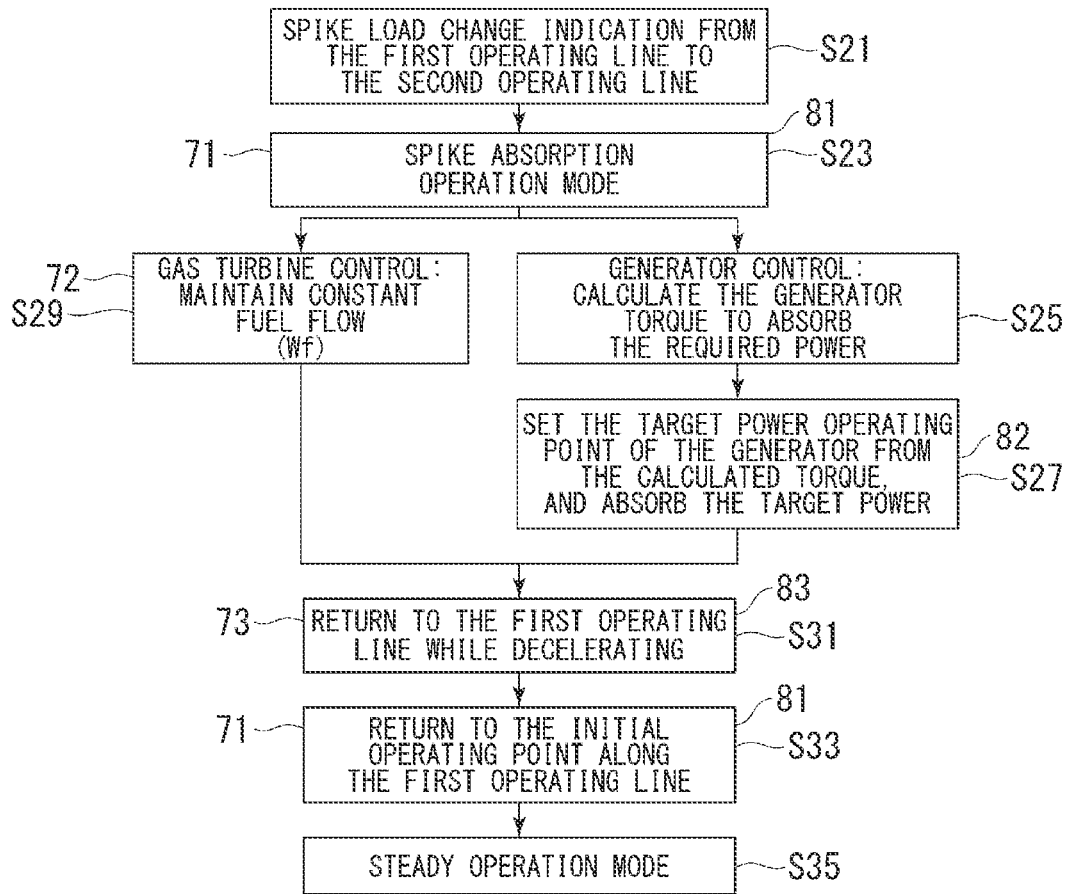 SPIKE LOAD CHANGE INDICATION FROM
THE FIRST OPERATING LINE TO
THE SECOND OPERATING LINE
S21
81
71
SPIKE ABSORPTION
OPERATION MODE
S23
72
S29
GAS TURBINE CONTROL:
MAINTAIN CONSTANT
FUEL FLOW
(Wf)
GENERATOR CONTROL:
CALCULATE THE GENERATOR
TORQUE TO ABSORB
THE REQUIRED POWER
S25
SET THE TARGET POWER OPERATING
POINT OF THE GENERATOR FROM
THE CALCULATED TORQUE,
AND ABSORB THE TARGET POWER
82
S27
73
RETURN TO THE FIRST OPERATING
LINE WHILE DECELERATING
83
S31
71
RETURN TO THE INITIAL
OPERATING POINT ALONG
THE FIRST OPERATING LINE
81
S33
STEADY OPERATION MODE
S35